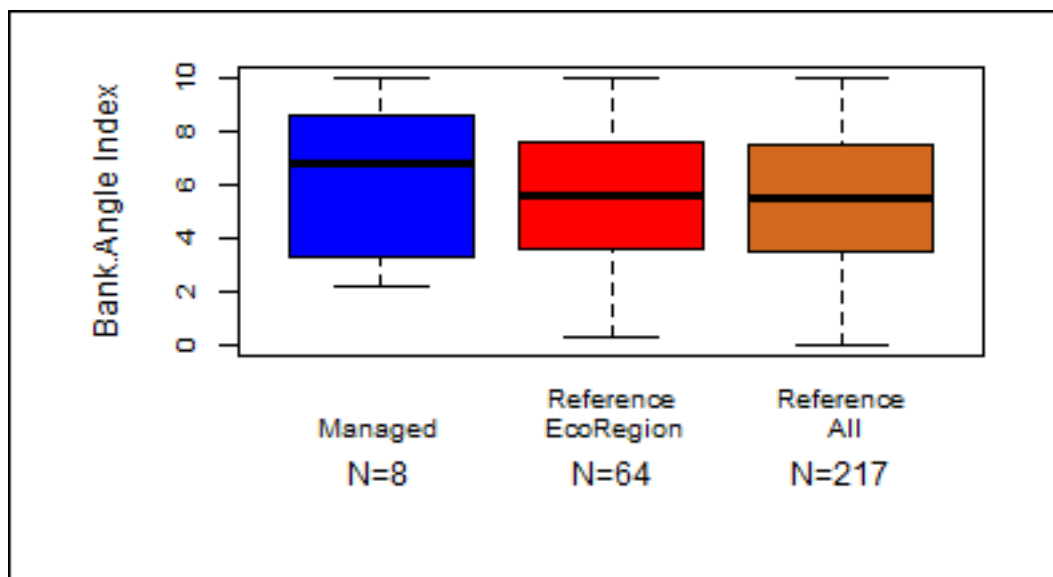 Bank.Angle Index
10
8
6
4
2
0
Managed
Reference
EcoRegion
Reference
All
N=8
N=64
N=217